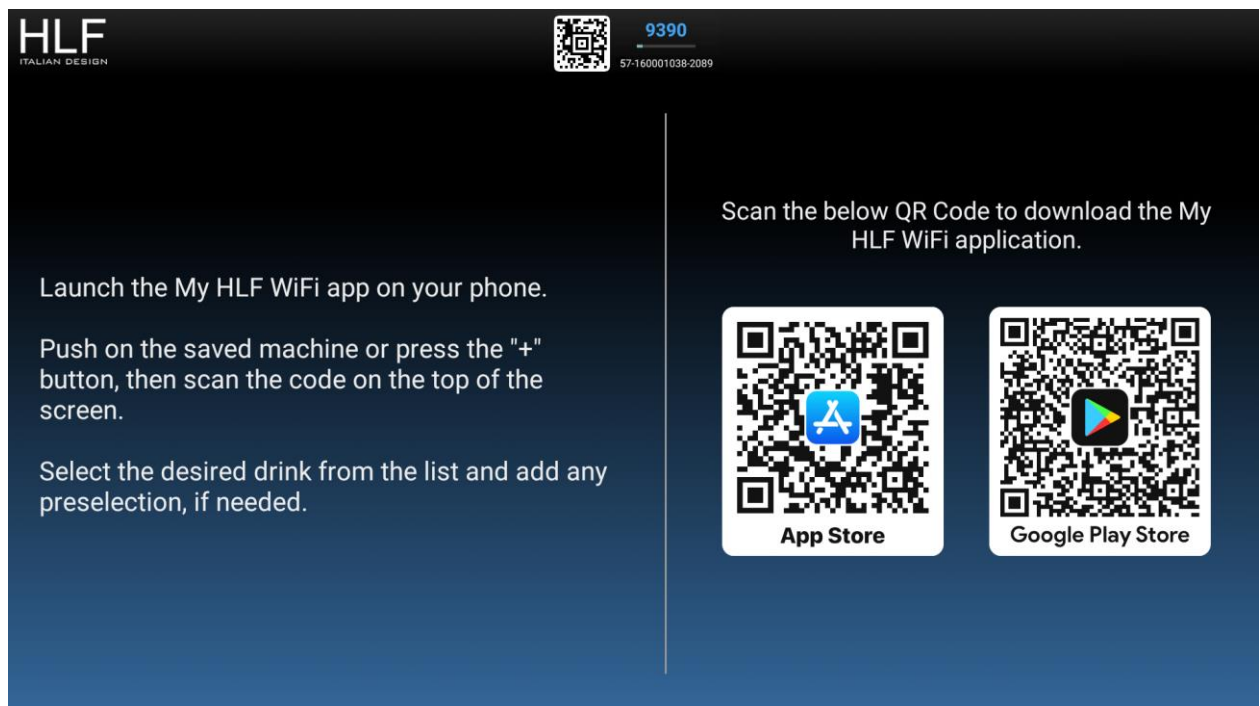 HLF
ITALIAN DESIGN
9390
57-160001038-2089
Launch the My HLF WiFi app on your phone.
Push on the saved machine or press the "+"
button, then scan the code on the top of the
screen.
Select the desired drink from the list and add any
preselection, if needed.
Scan the below QR Code to download the My
HLF WiFi application.
App Store
Google Play Store